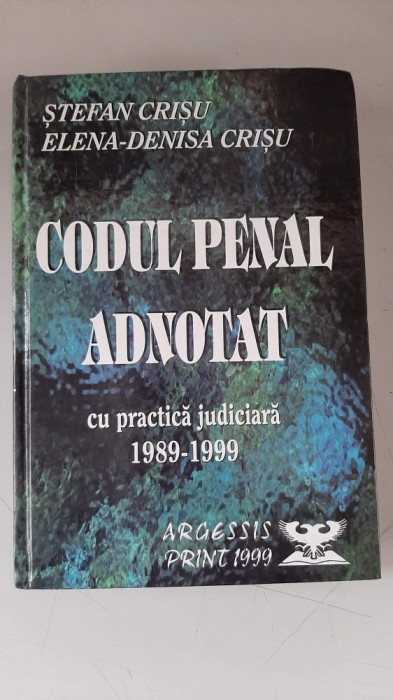 ȘTEFAN CRIȘU
ELENA-DENISA CRIȘU
CODUL PENAL
ADNOTAT
cu practică judiciară
1989-1999
ARGESSIS
PRINT 1999